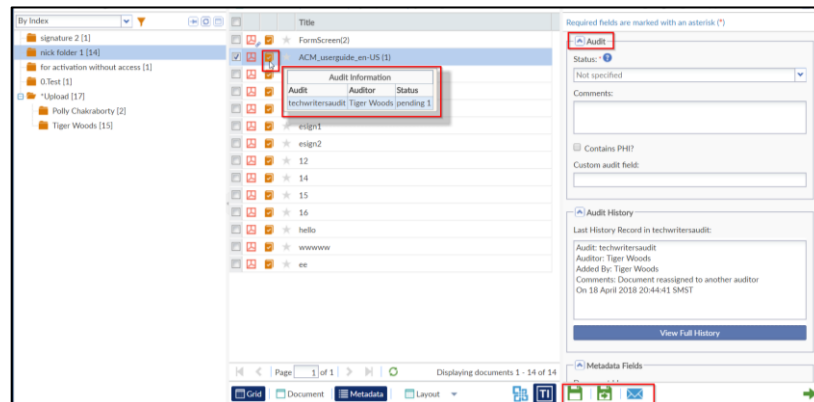 By Index
signature 2 [1]
nick folder 1 [14]
for activation without access [1]
0.Test [1]
*Upload [17]
Polly Chakraborty [2]
Tiger Woods [15]
Title
FormScreen(2)
ACM_userguide_en-US (1)
Audit Information
Audit Auditor Status
techwritersaudit Tiger Woods pending 1
esign1
esign2
12
14
15
16
hello
wwwww
ee
Page 1 of 1
Displaying documents 1 - 14 of 14
Grid Document Metadata Layout TI
Required fields are marked with an asterisk (*)
Audit
Status: *
Not specified
Comments:
Contains PHI?
Custom audit field:
Audit History
Last History Record in techwritersaudit:
Audit: techwritersaudit
Auditor: Tiger Woods
Added By: Tiger Woods
Comments: Document reassigned to another auditor
On 18 April 2018 20:44:41 SMST
View Full History
Metadata Fields